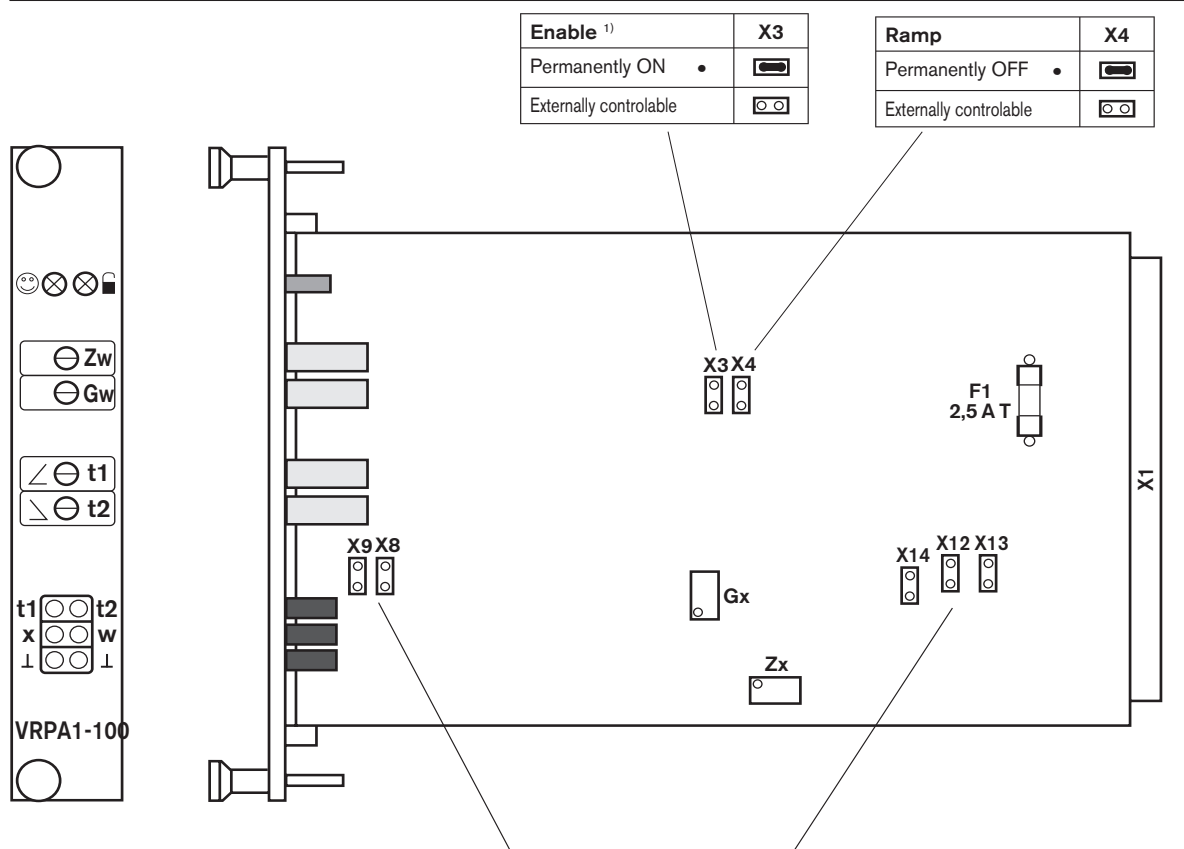 Enable ¹⁾ X3
Permanently ON •
Externally controlable
Ramp X4
Permanently OFF •
Externally controlable
Zw
Gw
t1
t2
t1 t2
x w
⊥ ⊥
VRPA1-100
X3 X4
F1
2,5 A T
X1
X9 X8
X14 X12 X13
Gx
Zx